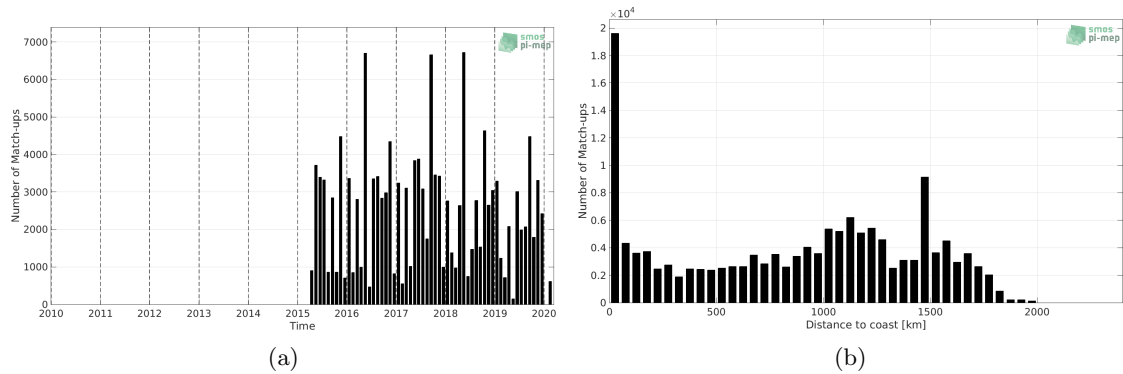 smos
pi-mep
7000
6000
5000
4000
3000
2000
1000
0
Number of Match-ups
2010 2011 2012 2013 2014 2015 2016 2017 2018 2019 2020
Time
(a)
×10⁴
smos
pi-mep
2
1.8
1.6
1.4
1.2
1
0.8
0.6
0.4
0.2
0
Number of Match-ups
0 500 1000 1500 2000
Distance to coast [km]
(b)